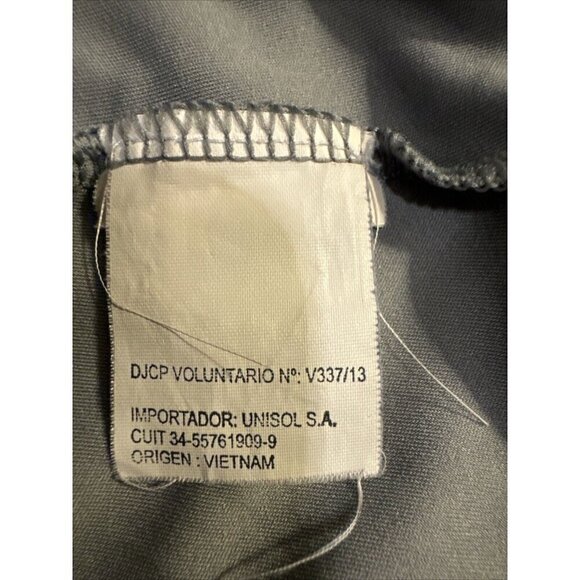 DJCP VOLUNTARIO Nº: V337/13
IMPORTADOR: UNISOL S.A.
CUIT 34-55761909-9
ORIGEN : VIETNAM